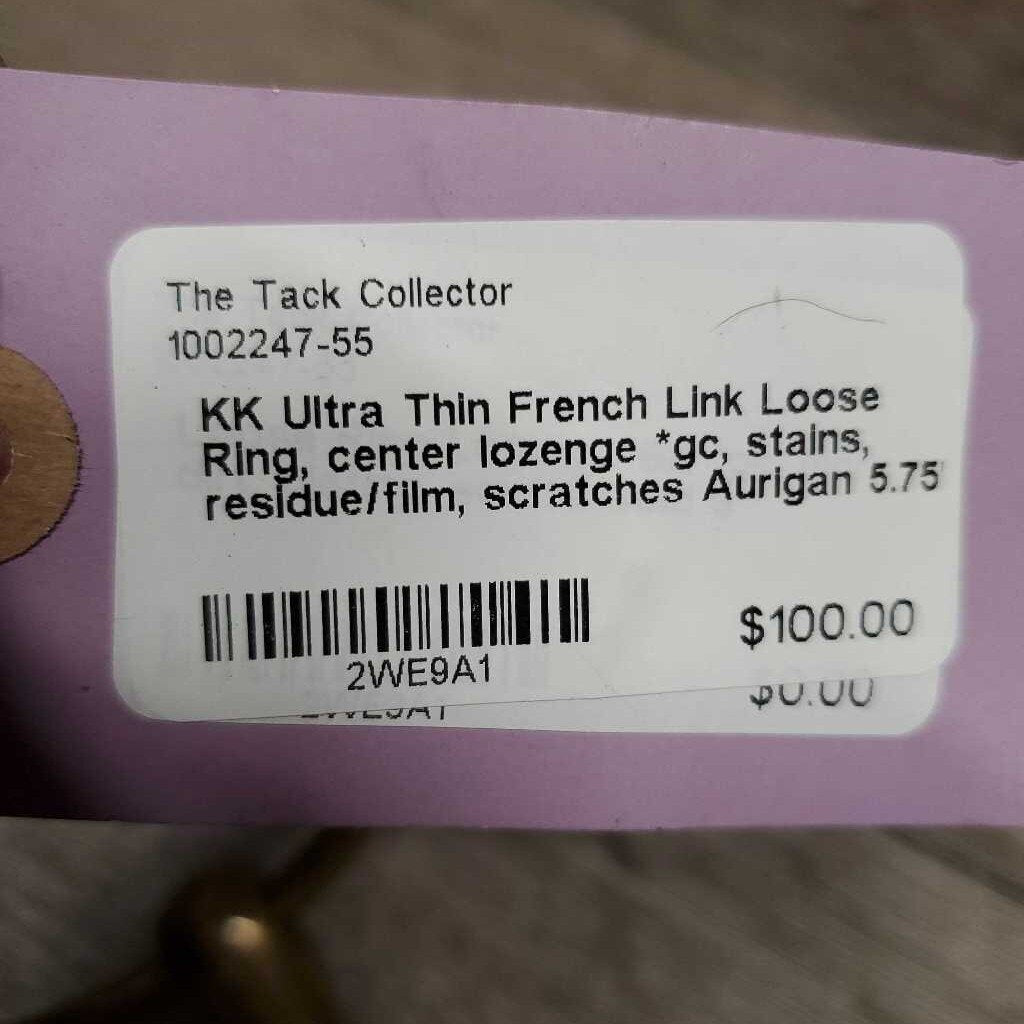 The Tack Collector
1002247-55
KK Ultra Thin French Link Loose
Ring, center lozenge *gc, stains,
residue/film, scratches Aurigan 5.75
$100.00
2WE9A1